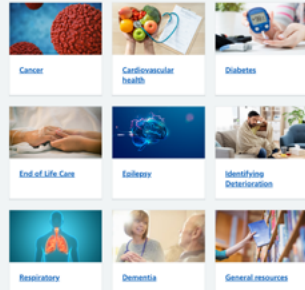 Cancer
Cardiovascular
health
Diabetes
End of Life Care
Epilepsy
Identifying
Deterioration
Respiratory
Dementia
General resources